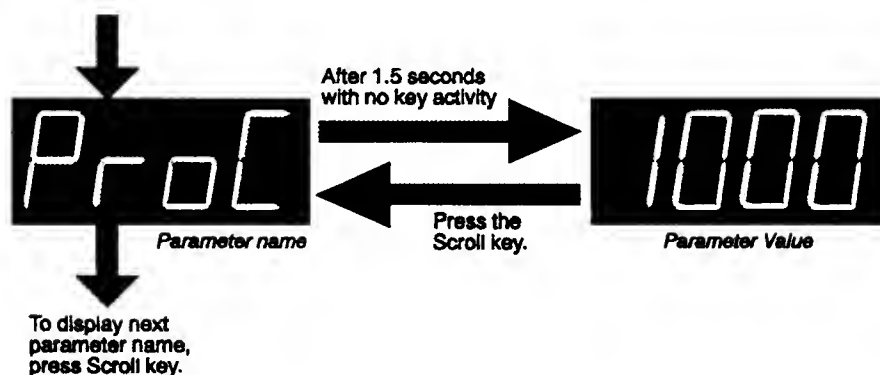 After 1.5 seconds
with no key activity
ProC
1000
Press the
Scroll key.
Parameter name
Parameter Value
To display next
parameter name,
press Scroll key.